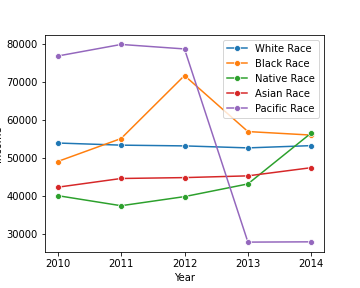 80000
70000
60000
50000
40000
30000
White Race
Black Race
Native Race
Asian Race
Pacific Race
2010 2011 2012 2013 2014
Year